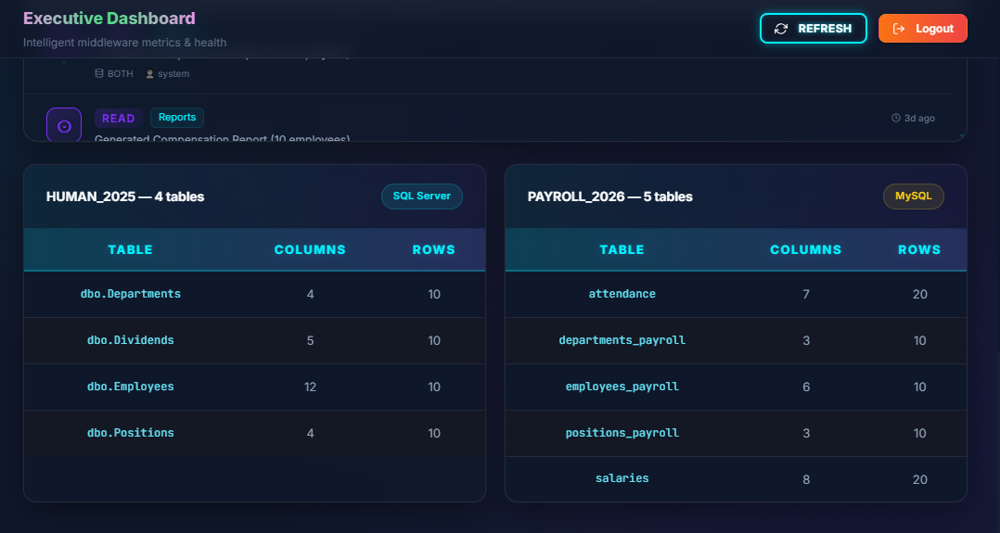 Executive Dashboard
Intelligent middleware metrics & health
REFRESH
Logout
BOTH system
READ Reports 3d ago
Generated Compensation Report (10 employees)
HUMAN_2025 — 4 tables SQL Server
TABLE COLUMNS ROWS
dbo.Departments 4 10
dbo.Dividends 5 10
dbo.Employees 12 10
dbo.Positions 4 10
PAYROLL_2026 — 5 tables MySQL
TABLE COLUMNS ROWS
attendance 7 20
departments_payroll 3 10
employees_payroll 6 10
positions_payroll 3 10
salaries 8 20